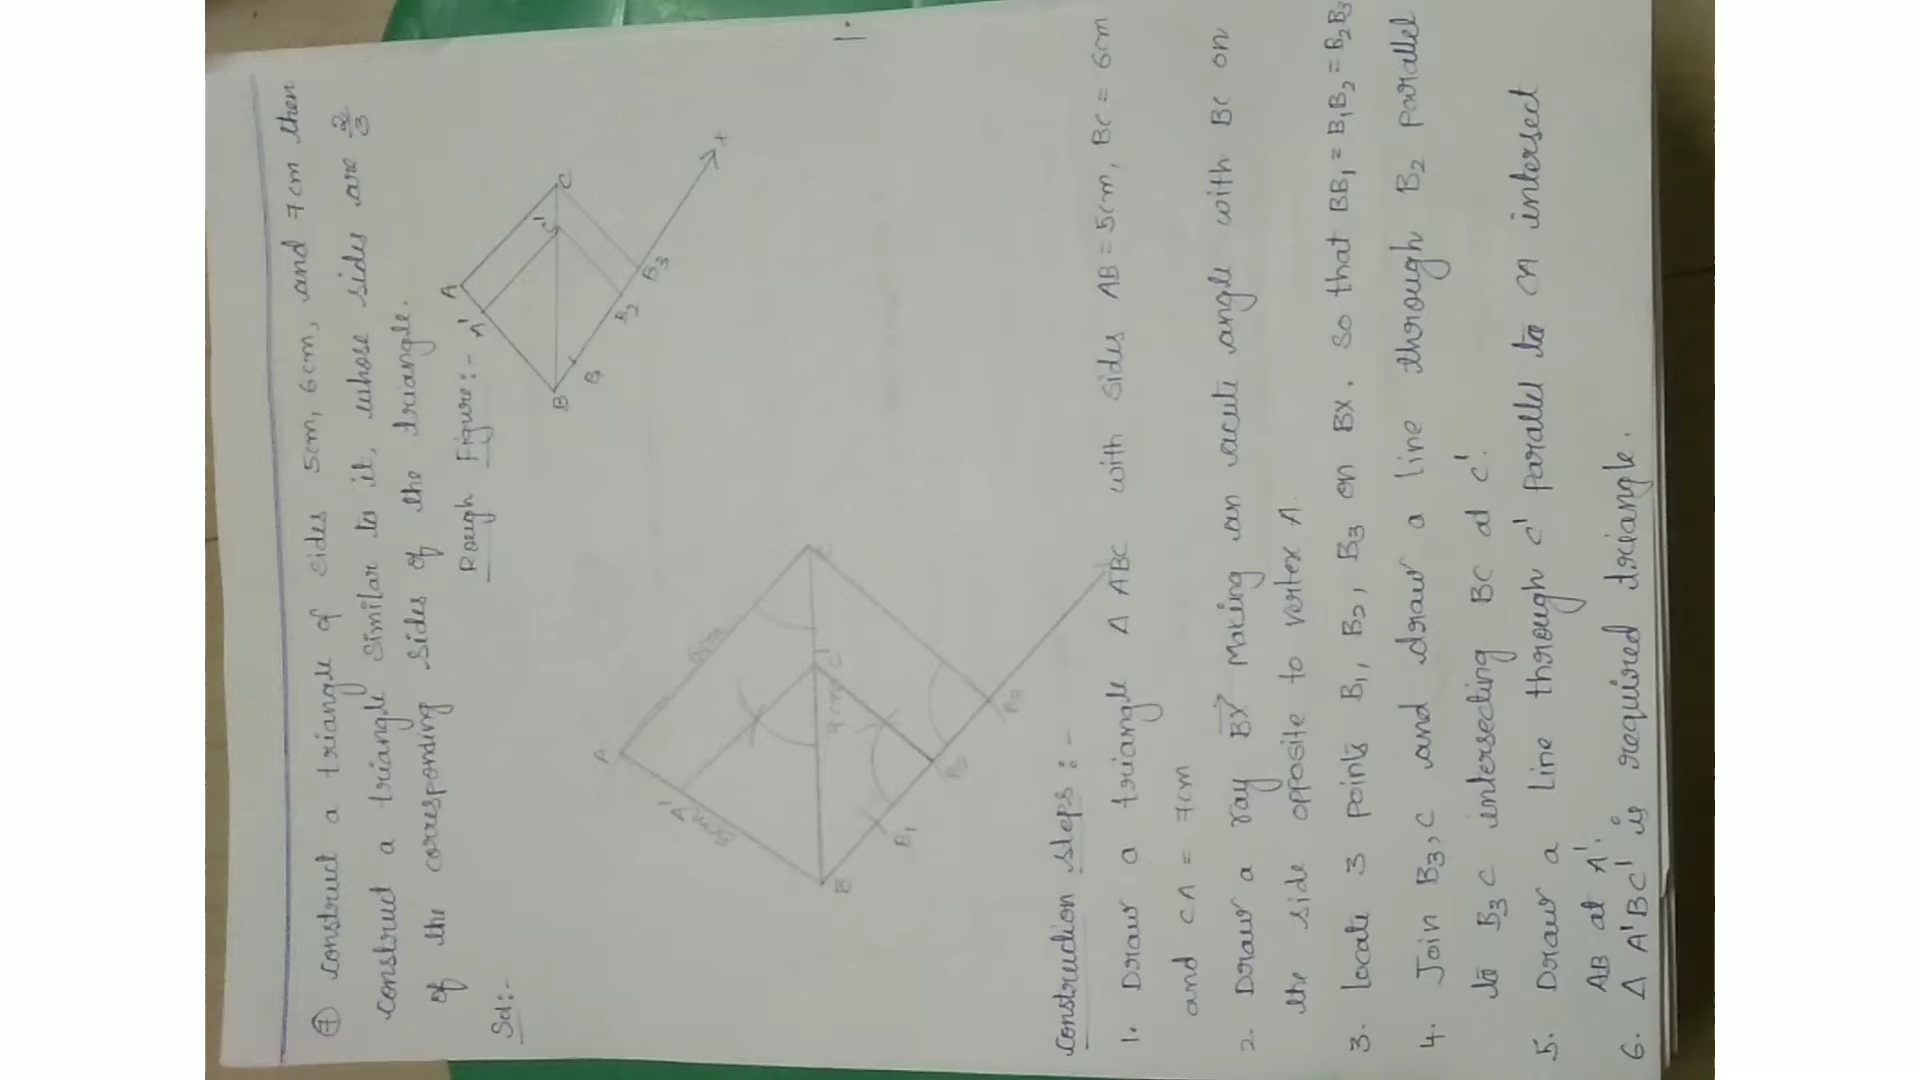 7 construct a triangle of sides 5cm, 6cm, and 7cm then
construct a triangle similar to it, whose sides are 2/3
of the corresponding sides of the triangle.
Sol:-
Rough Figure:-
A
A'
B
C'
C
B1
B2
B3
x
A
6cm
A'
5cm
C
C'
7cm
B
B1
B2
B3
1.
construction steps:-
1. Draw a triangle Δ ABC with sides AB = 5cm, BC = 6cm
and CA = 7cm
2. Draw a ray BX Making an acute angle with BC on
the side opposite to vertex A.
3. locate 3 points B1, B2, B3 on BX. So that BB1 = B1B2 = B2B3
4. Join B3, C and draw a line through B2 parallel
to B3 C intersecting BC at C'.
5. Draw a line through C' parallel to CA intersect
AB at A'.
6. Δ A'BC' is required triangle.